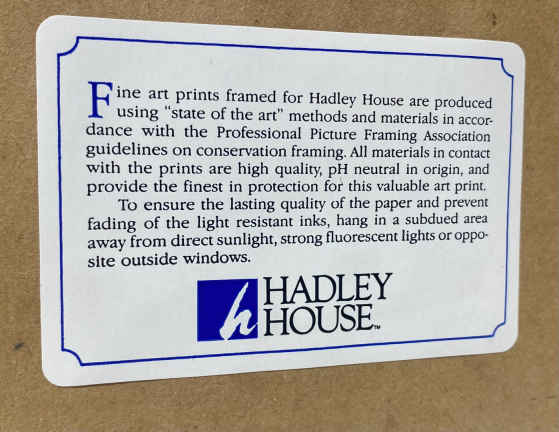 Fine art prints framed for Hadley House are produced
using "state of the art" methods and materials in accor-
dance with the Professional Picture Framing Association
guidelines on conservation framing. All materials in contact
with the prints are high quality, pH neutral in origin, and
provide the finest in protection for this valuable art print.
To ensure the lasting quality of the paper and prevent
fading of the light resistant inks, hang in a subdued area
away from direct sunlight, strong fluorescent lights or oppo-
site outside windows.
h HADLEY
HOUSE™